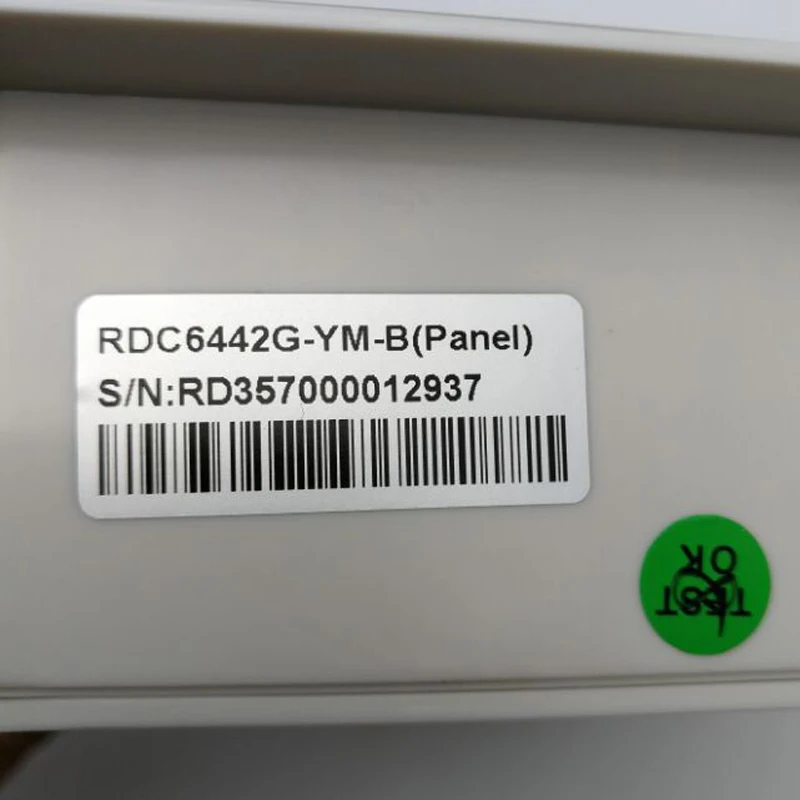 RDC6442G-YM-B(Panel)
S/N:RD357000012937
TEST
OK